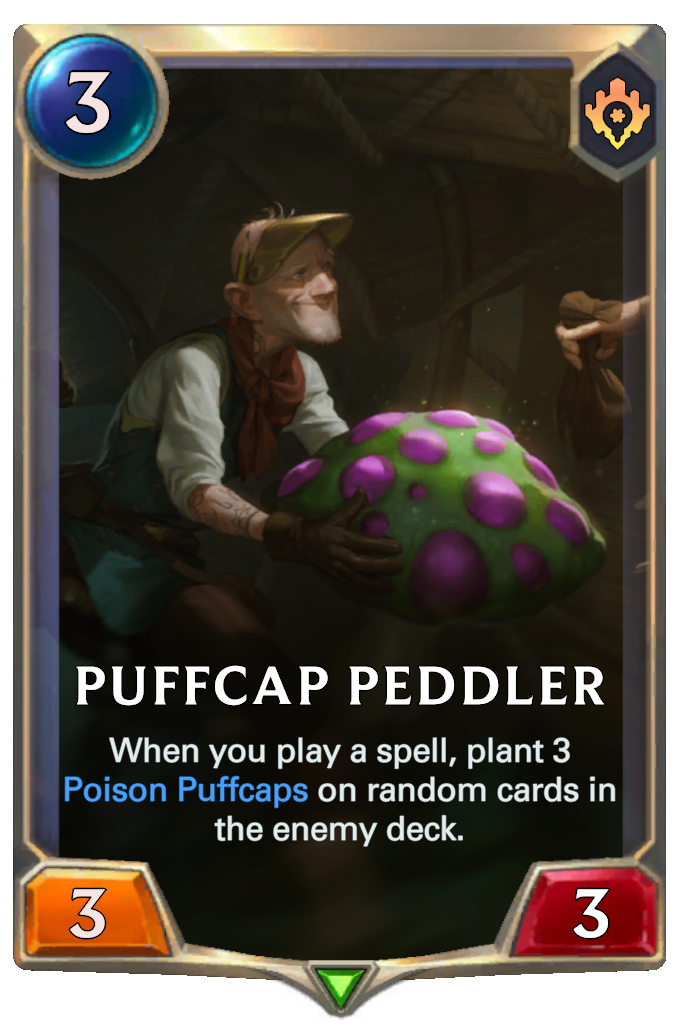 3
PUFFCAP PEDDLER
When you play a spell, plant 3
Poison Puffcaps on random cards in
the enemy deck.
3
3